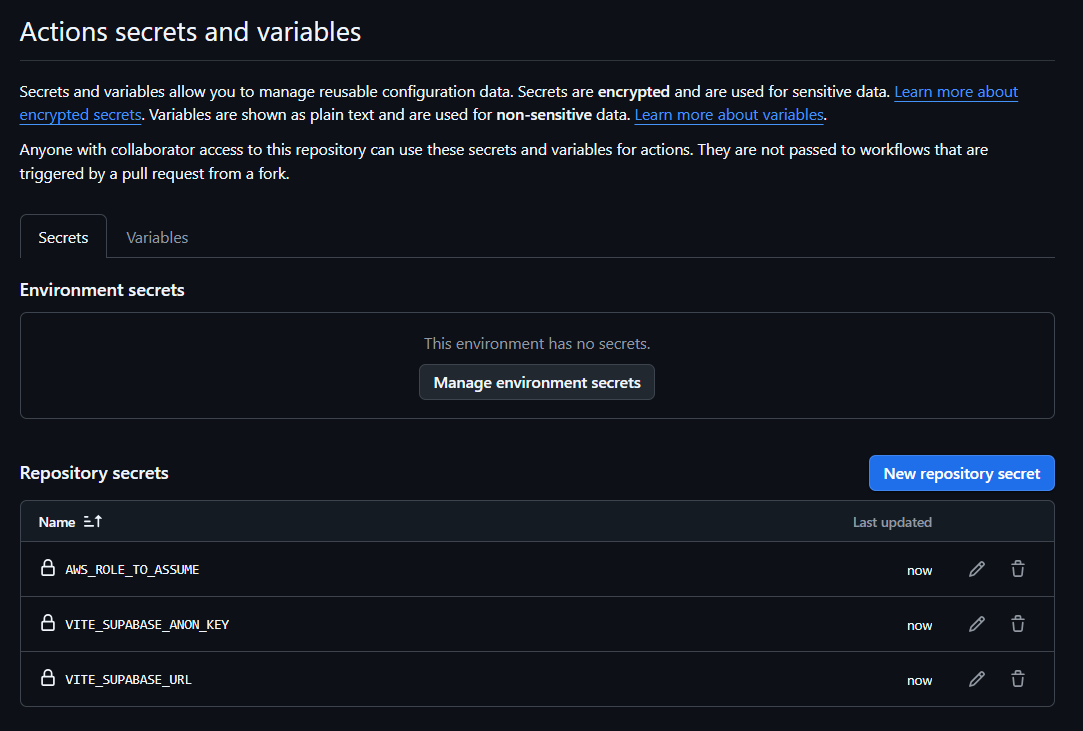 Actions secrets and variables
Secrets and variables allow you to manage reusable configuration data. Secrets are encrypted and are used for sensitive data. Learn more about
encrypted secrets. Variables are shown as plain text and are used for non-sensitive data. Learn more about variables.
Anyone with collaborator access to this repository can use these secrets and variables for actions. They are not passed to workflows that are
triggered by a pull request from a fork.
Secrets Variables
Environment secrets
This environment has no secrets.
Manage environment secrets
Repository secrets New repository secret
Name Last updated
AWS_ROLE_TO_ASSUME now
VITE_SUPABASE_ANON_KEY now
VITE_SUPABASE_URL now